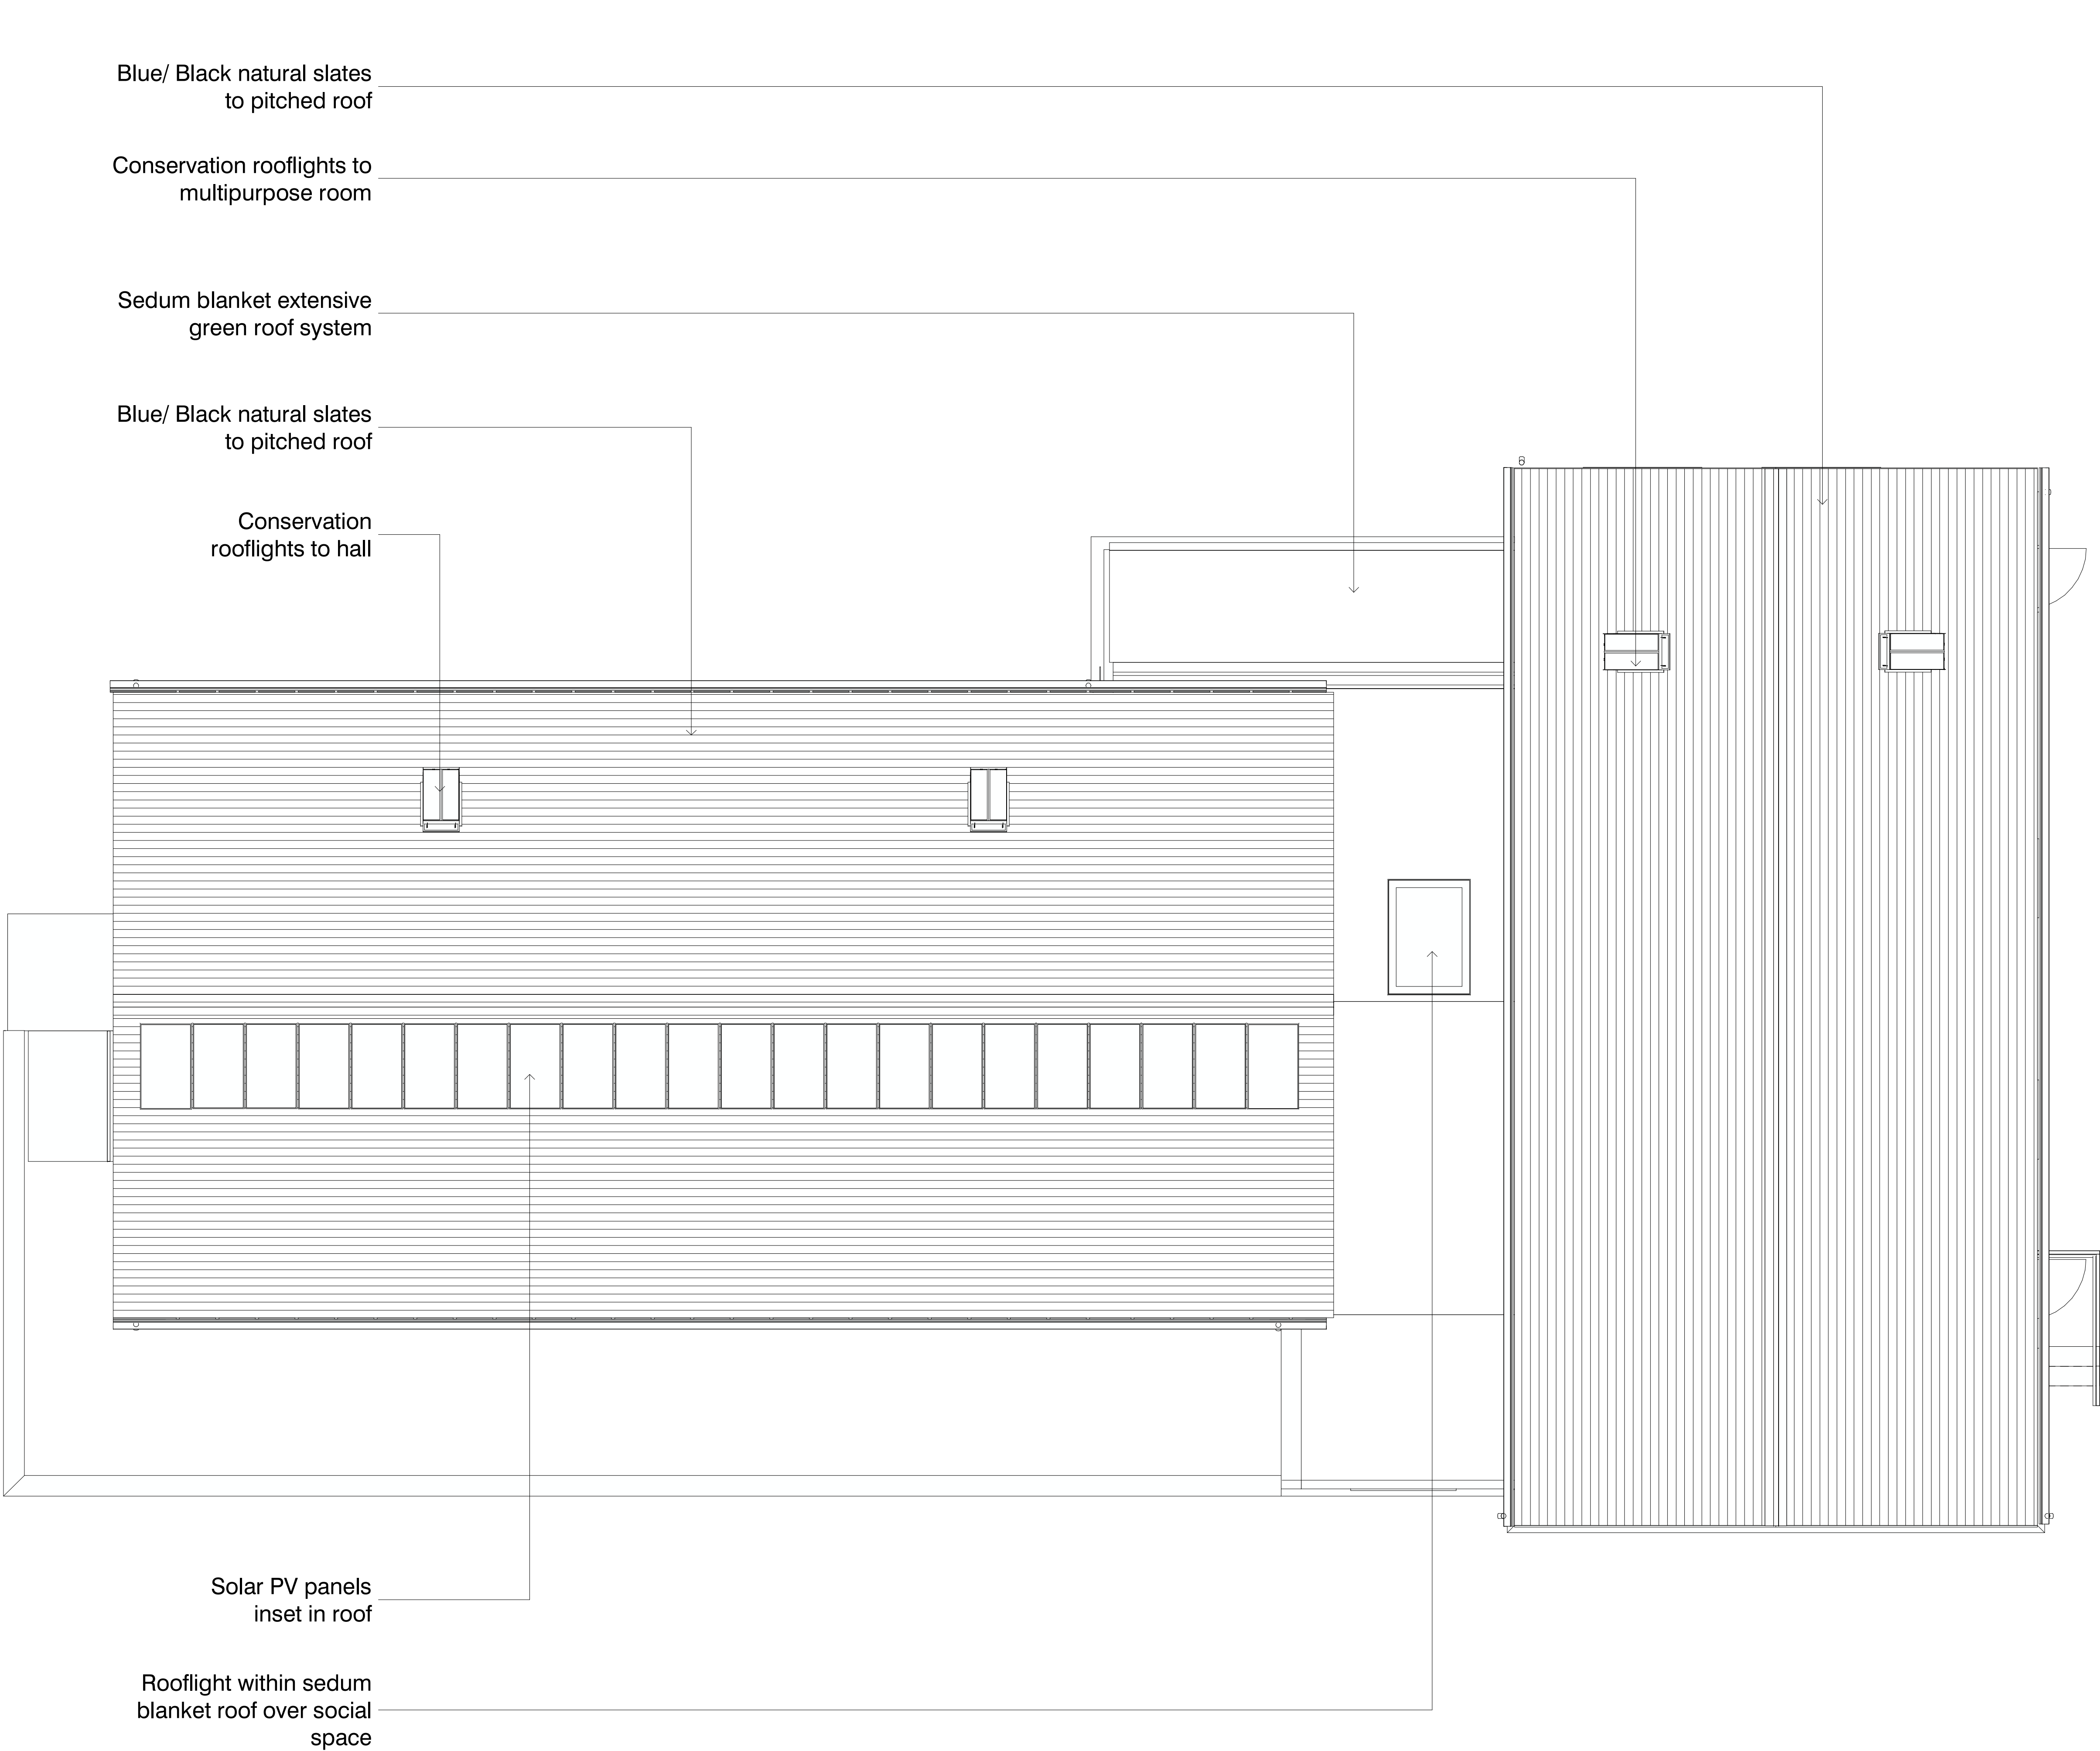 Blue/ Black natural slates
to pitched roof
Conservation rooflights to
multipurpose room
Sedum blanket extensive
green roof system
Blue/ Black natural slates
to pitched roof
Conservation
rooflights to hall
Solar PV panels
inset in roof
Rooflight within sedum
blanket roof over social
space